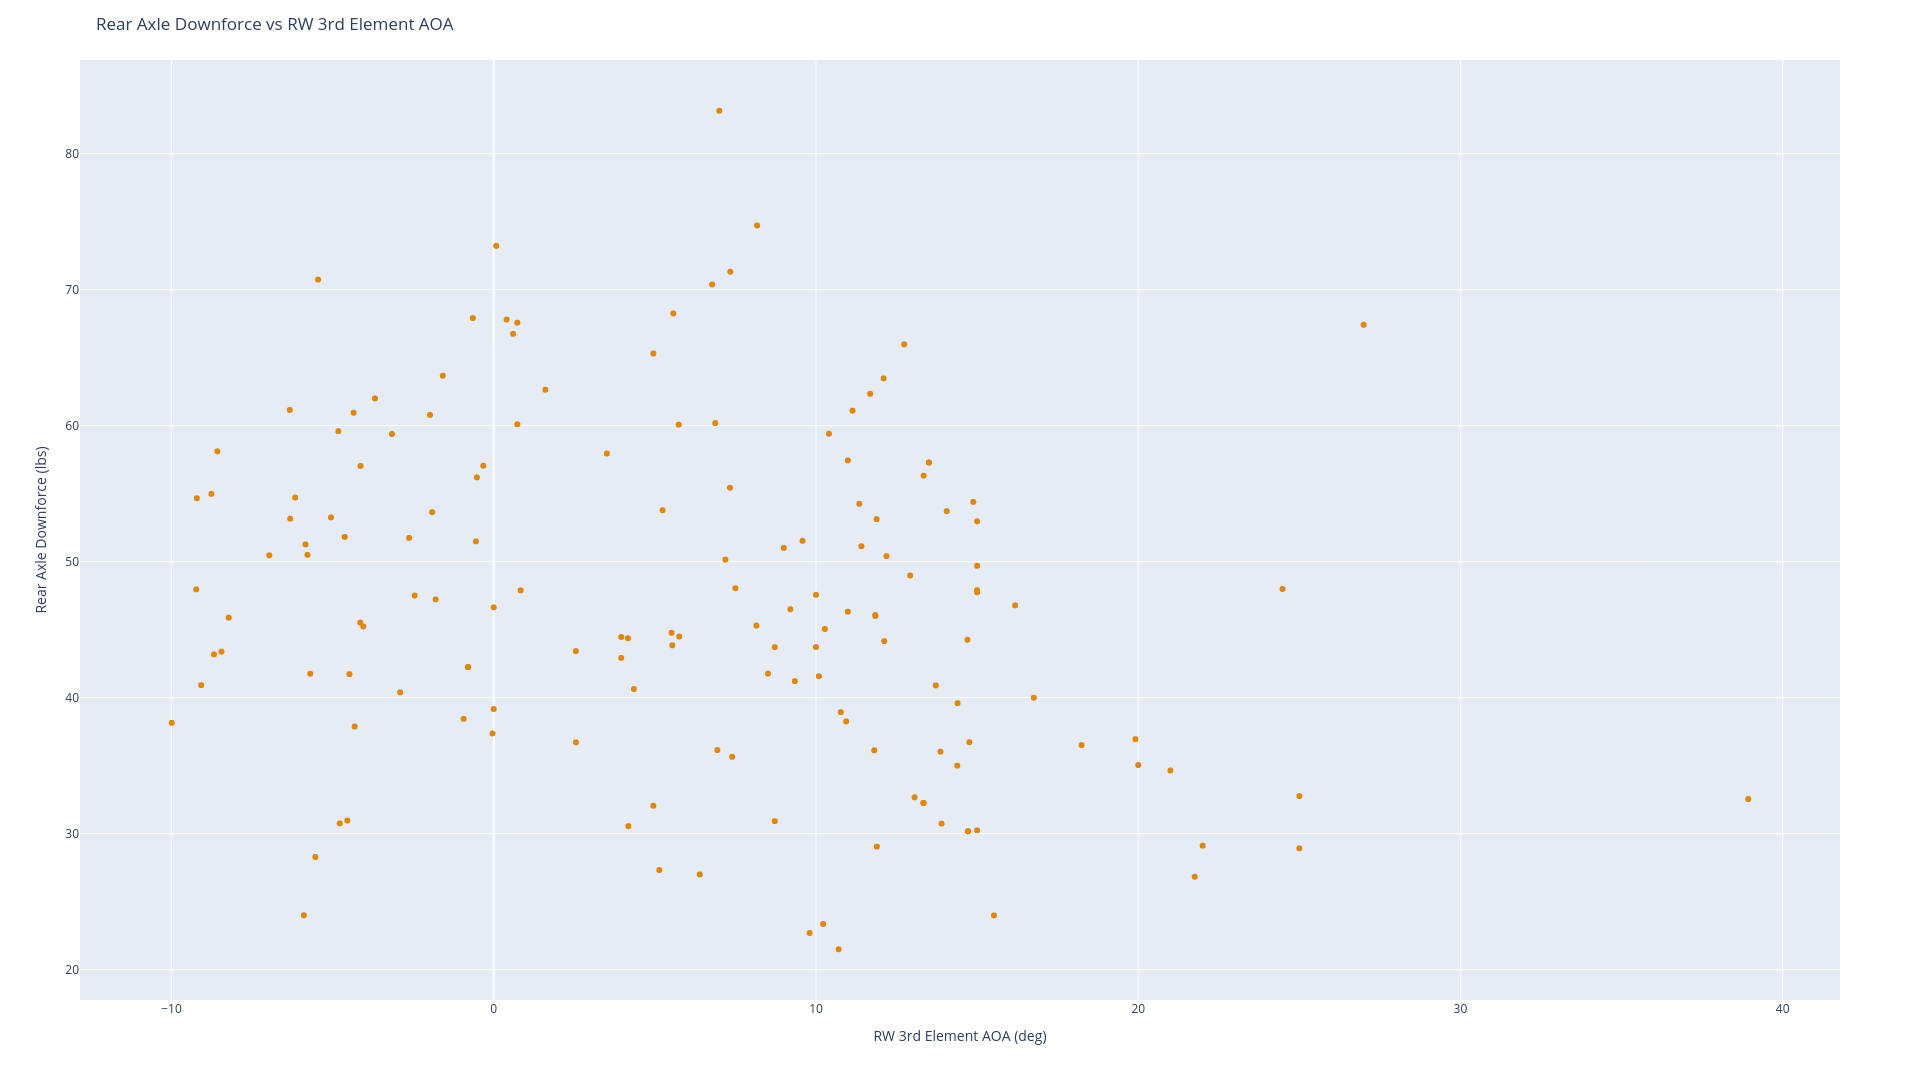 Rear Axle Downforce vs RW 3rd Element AOA
80
70
60
50
40
30
20
Rear Axle Downforce (lbs)
−10 0 10 20 30 40
RW 3rd Element AOA (deg)